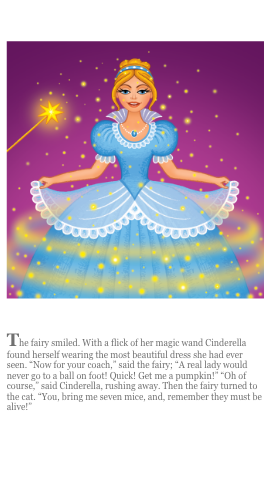 The fairy smiled. With a flick of her magic wand Cinderella
found herself wearing the most beautiful dress she had ever
seen. “Now for your coach,” said the fairy; “A real lady would
never go to a ball on foot! Quick! Get me a pumpkin!” “Oh of
course,” said Cinderella, rushing away. Then the fairy turned to
the cat. “You, bring me seven mice, and, remember they must be
alive!”